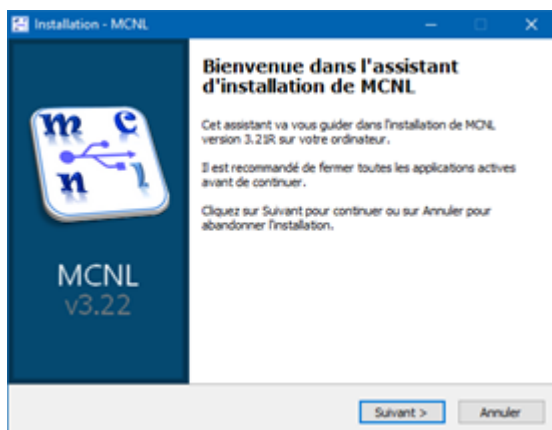 Installation - MCNL
m c
n l
MCNL
v3.22
Bienvenue dans l'assistant
d'installation de MCNL
Cet assistant va vous guider dans l'installation de MCNL
version 3.21R sur votre ordinateur.
Il est recommandé de fermer toutes les applications actives
avant de continuer.
Cliquez sur Suivant pour continuer ou sur Annuler pour
abandonner l'installation.
Suivant >
Annuler